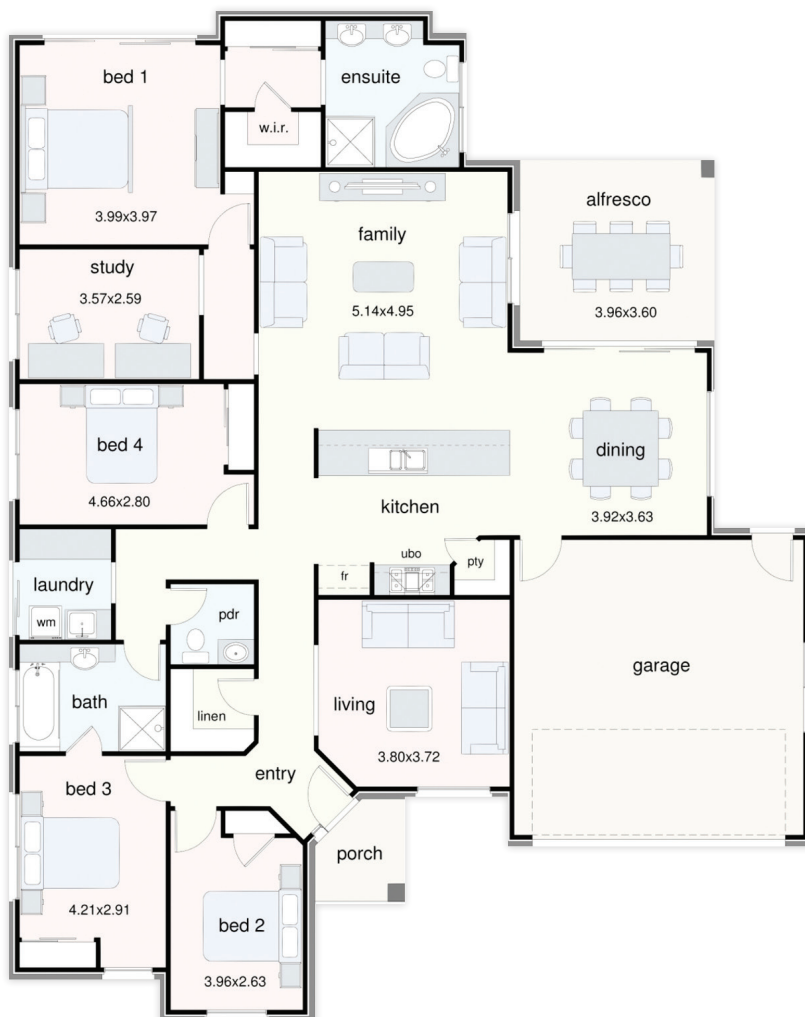 bed 1
3.99x3.97
w.i.r.
ensuite
study
3.57x2.59
family
5.14x4.95
alfresco
3.96x3.60
bed 4
4.66x2.80
kitchen
dining
3.92x3.63
laundry
wm
pdr
fr
ubo
pty
bath
linen
living
3.80x3.72
garage
entry
bed 3
4.21x2.91
porch
bed 2
3.96x2.63